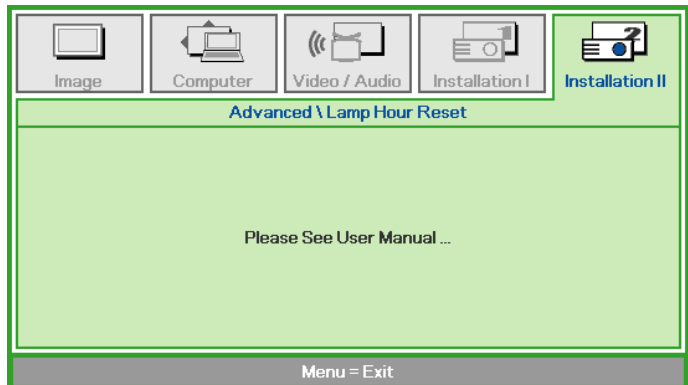 Image
Computer
Video / Audio
Installation I
Installation II
Advanced \ Lamp Hour Reset
Please See User Manual ...
Menu = Exit